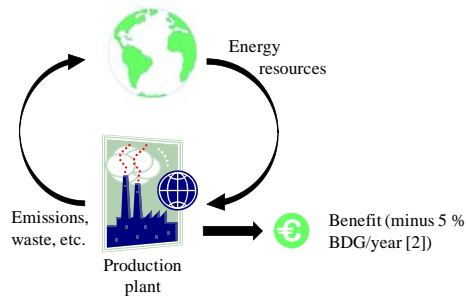 Energy
resources
Emissions,
waste, etc.
Benefit (minus 5 %
BDG/year [2])
€
Production
plant